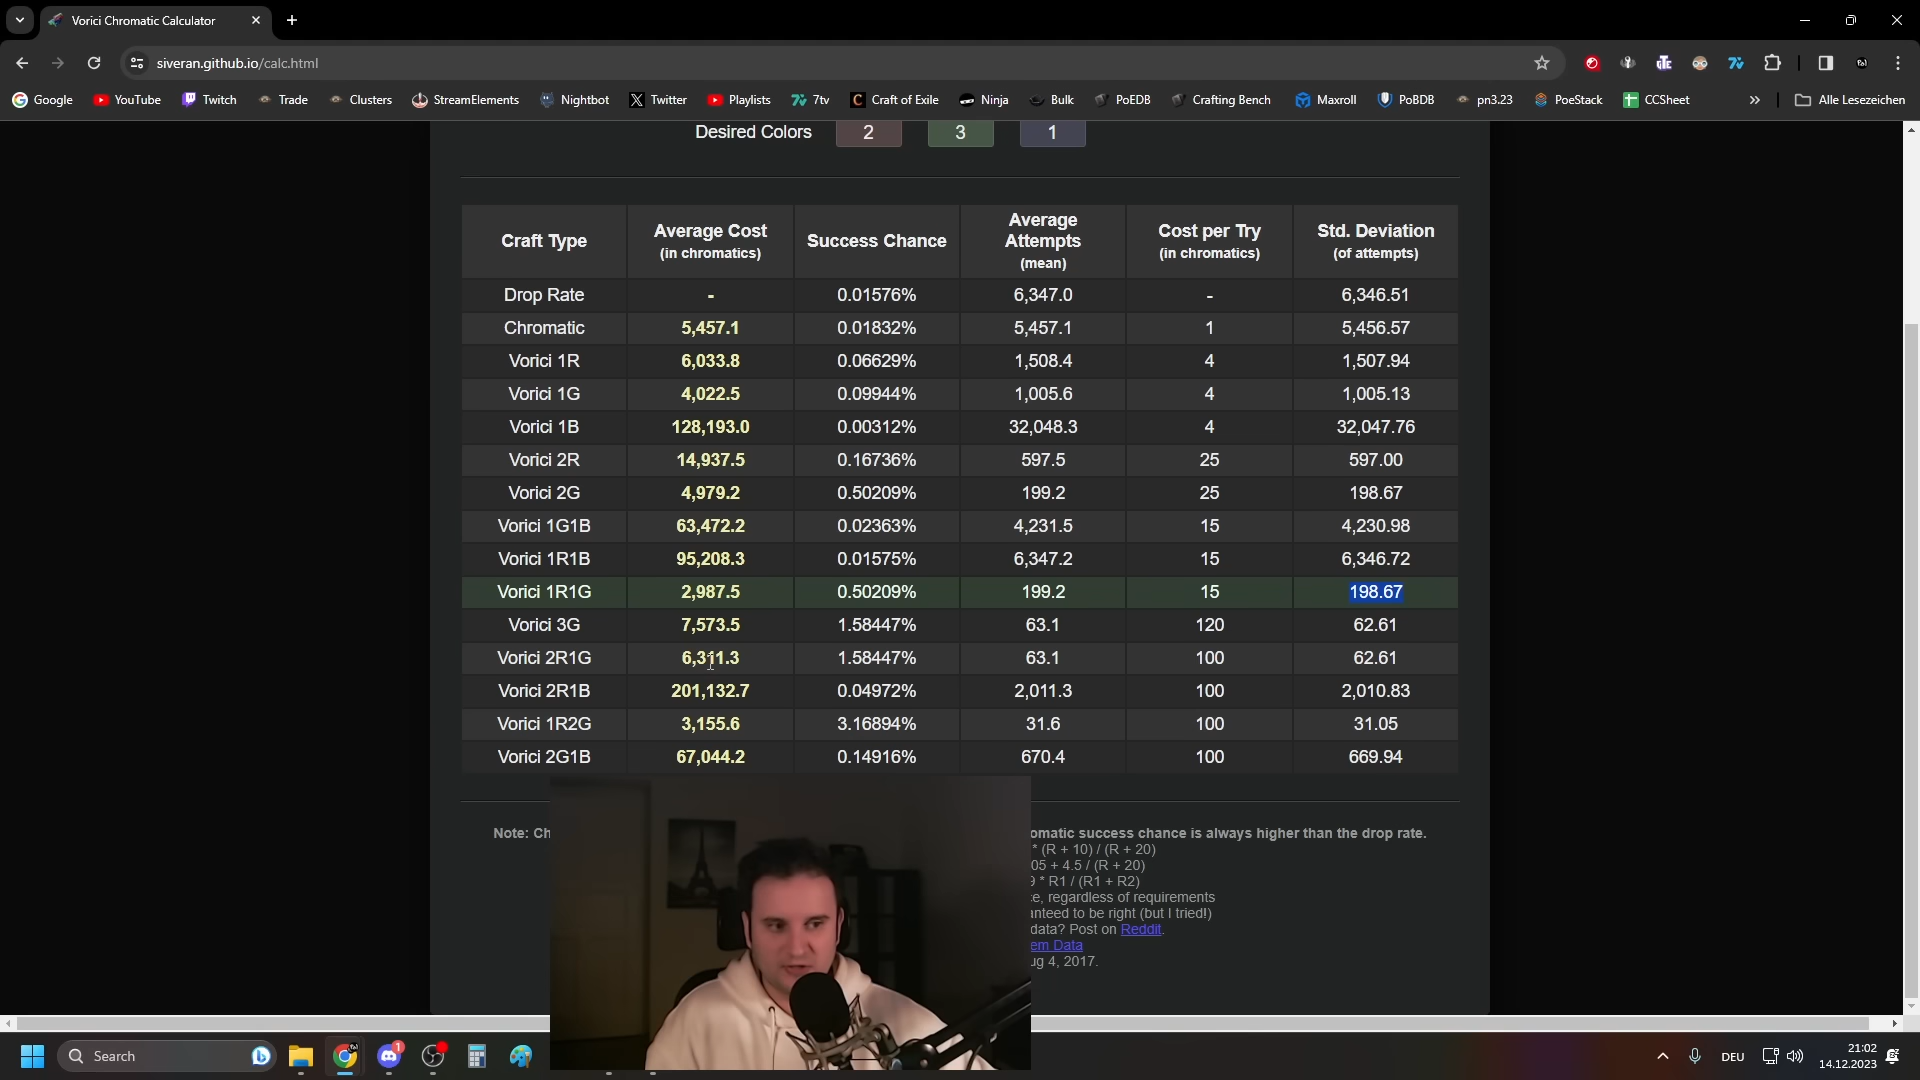 Vorici Chromatic Calculator
siveran.github.io/calc.html
Google YouTube Twitch Trade Clusters StreamElements Nightbot Twitter Playlists 7tv Craft of Exile Ninja Bulk PoEDB Crafting Bench Maxroll PoBDB pn3.23 PoeStack CCSheet » Alle Lesezeichen
Desired Colors 2 3 1
Craft Type Average Cost (in chromatics) Success Chance Average Attempts (mean) Cost per Try (in chromatics) Std. Deviation (of attempts)
Drop Rate - 0.01576% 6,347.0 - 6,346.51
Chromatic 5,457.1 0.01832% 5,457.1 1 5,456.57
Vorici 1R 6,033.8 0.06629% 1,508.4 4 1,507.94
Vorici 1G 4,022.5 0.09944% 1,005.6 4 1,005.13
Vorici 1B 128,193.0 0.00312% 32,048.3 4 32,047.76
Vorici 2R 14,937.5 0.16736% 597.5 25 597.00
Vorici 2G 4,979.2 0.50209% 199.2 25 198.67
Vorici 1G1B 63,472.2 0.02363% 4,231.5 15 4,230.98
Vorici 1R1B 95,208.3 0.01575% 6,347.2 15 6,346.72
Vorici 1R1G 2,987.5 0.50209% 199.2 15 198.67
Vorici 3G 7,573.5 1.58447% 63.1 120 62.61
Vorici 2R1G 6,311.3 1.58447% 63.1 100 62.61
Vorici 2R1B 201,132.7 0.04972% 2,011.3 100 2,010.83
Vorici 1R2G 3,155.6 3.16894% 31.6 100 31.05
Vorici 2G1B 67,044.2 0.14916% 670.4 100 669.94
Note: Ch omatic success chance is always higher than the drop rate.
* (R + 10) / (R + 20)
05 + 4.5 / (R + 20)
9 * R1 / (R1 + R2)
ce, regardless of requirements
anteed to be right (but I tried!)
data? Post on Reddit.
em Data
ug 4, 2017.
Search 1 DEU 21:02
14.12.2023